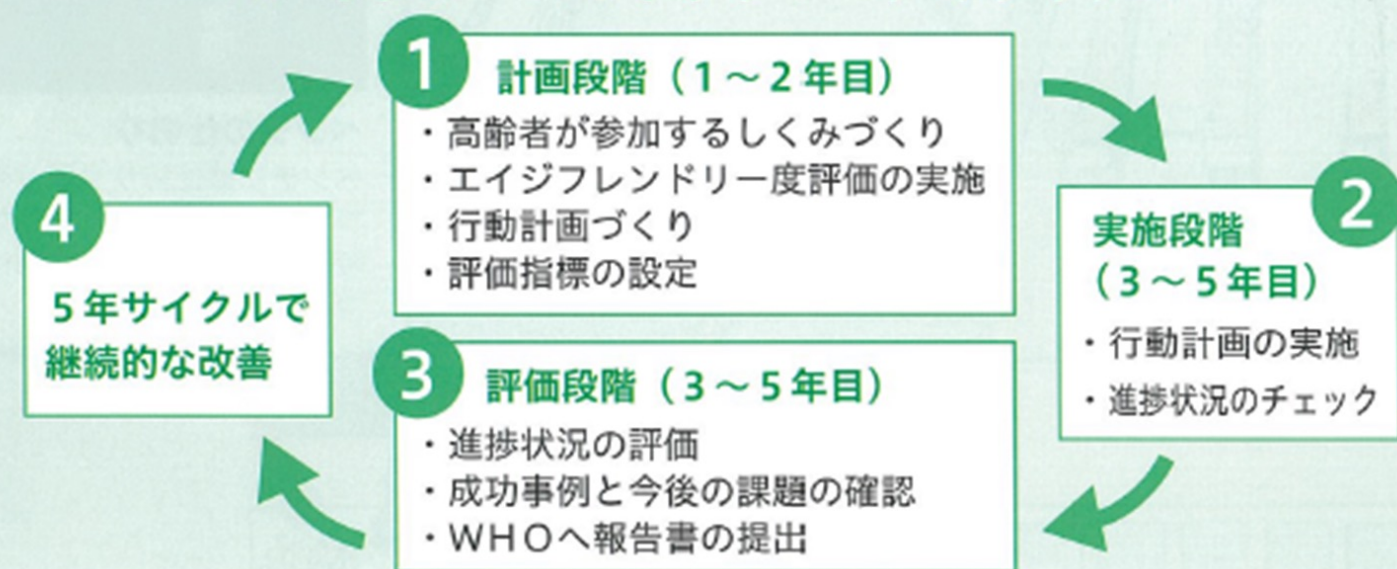 1
計画段階（1～2年目）
・高齢者が参加するしくみづくり
・エイジフレンドリー度評価の実施
・行動計画づくり
・評価指標の設定
2
実施段階
（3～5年目）
・行動計画の実施
・進捗状況のチェック
3
評価段階（3～5年目）
・進捗状況の評価
・成功事例と今後の課題の確認
・WHOへ報告書の提出
4
5年サイクルで
継続的な改善